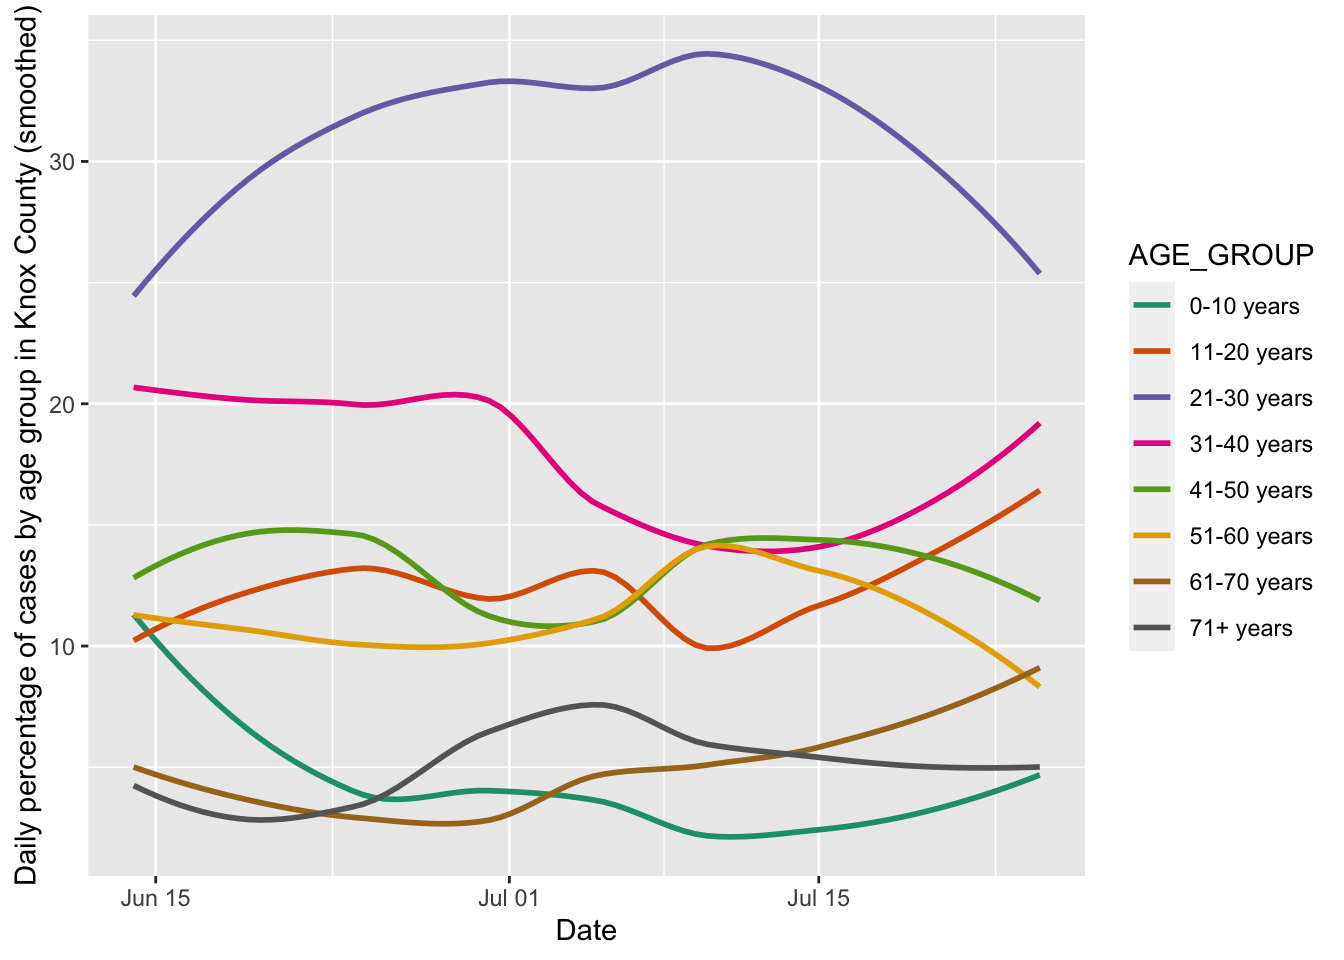 Daily percentage of cases by age group in Knox County (smoothed)
30
20
10
Jun 15
Jul 01
Jul 15
Date
AGE_GROUP
0-10 years
11-20 years
21-30 years
31-40 years
41-50 years
51-60 years
61-70 years
71+ years